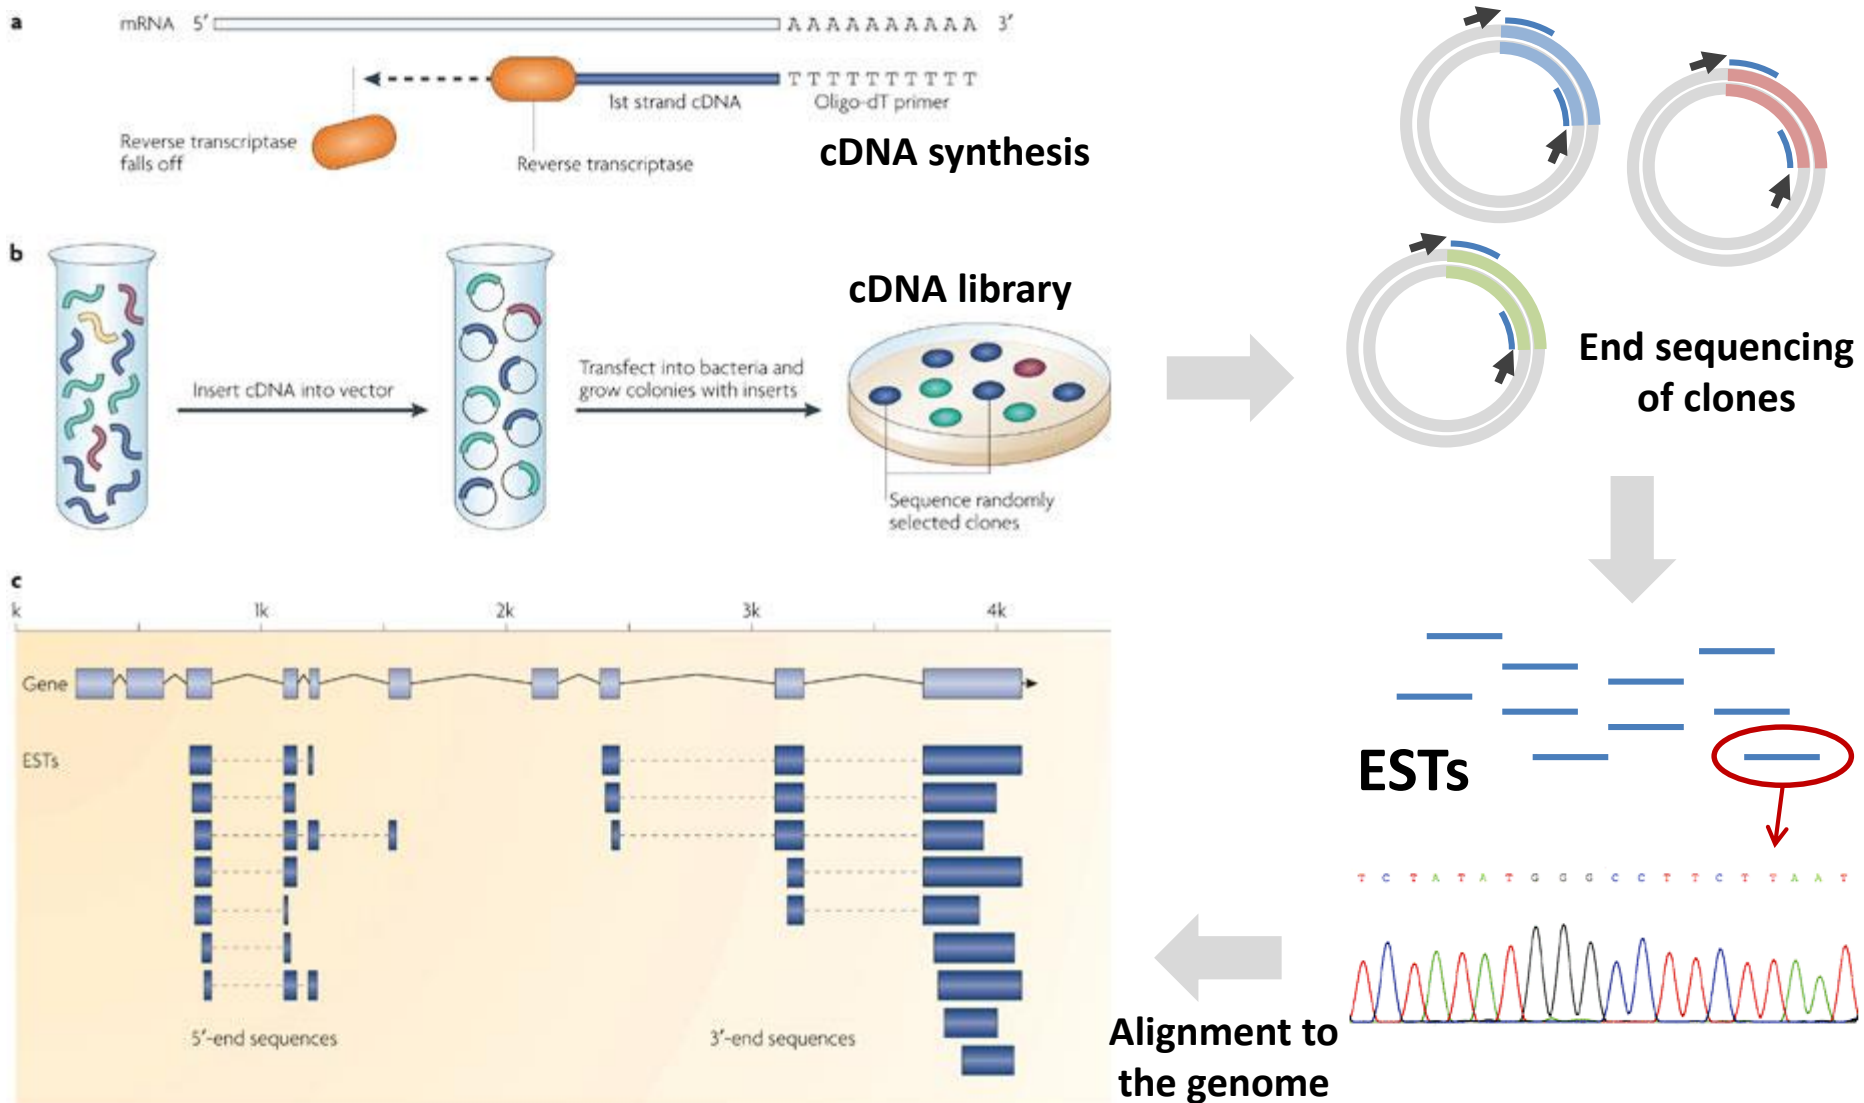 a
mRNA 5′ AAAAAAAAAA 3′
TTTTTTTTTT
1st strand cDNA
Oligo-dT primer
Reverse transcriptase
falls off
Reverse transcriptase
cDNA synthesis
b
Insert cDNA into vector
Transfect into bacteria and
grow colonies with inserts
cDNA library
Sequence randomly
selected clones
End sequencing
of clones
ESTs
T C T A T A T G G G C C T T C T T A A T
Alignment to
the genome
c
k 1k 2k 3k 4k
Gene
ESTs
5′-end sequences
3′-end sequences